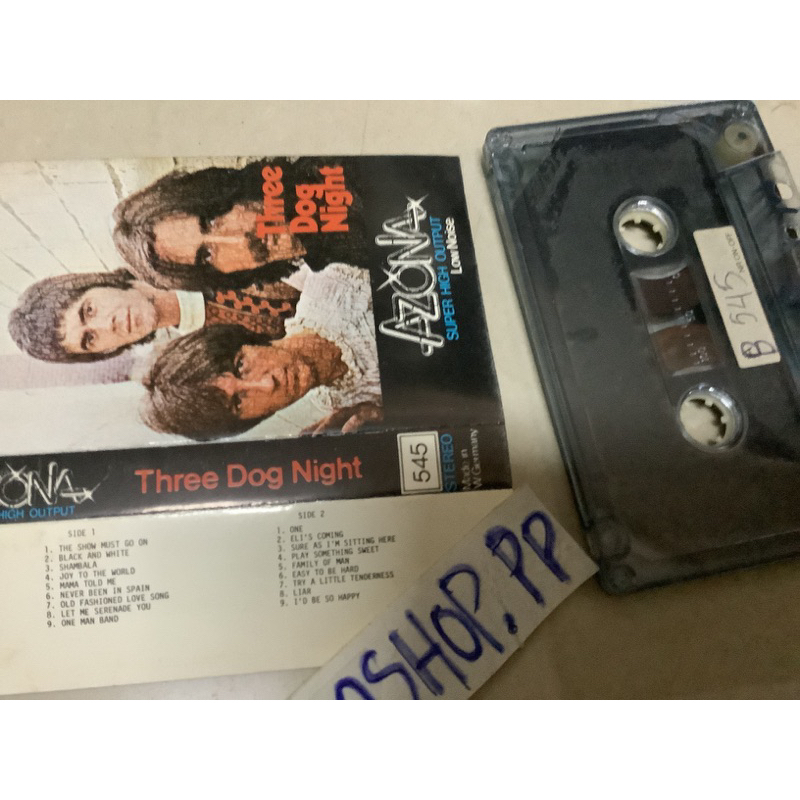 Three
Dog
Night
AZONA
SUPER HIGH OUTPUT
Low Noise
HIGH OUTPUT
Three Dog Night
545
STEREO
Made in
W.Germany
SIDE 1
1. THE SHOW MUST GO ON
2. BLACK AND WHITE
3. SHAMBALA
4. JOY TO THE WORLD
5. MAMA TOLD ME
6. NEVER BEEN IN SPAIN
7. OLD FASHIONED LOVE SONG
8. LET ME SERENADE YOU
9. ONE MAN BAND
SIDE 2
1. ONE
2. ELI'S COMING
3. SURE AS I'M SITTING HERE
4. PLAY SOMETHING SWEET
5. FAMILY OF MAN
6. EASY TO BE HARD
7. TRY A LITTLE TENDERNESS
8. LIAR
9. I'D BE SO HAPPY
B 545
OSHOP.PP